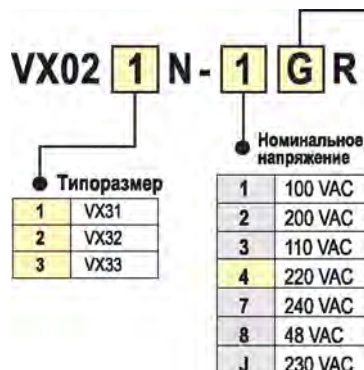 VX02 1 N - 1 G R
Номинальное
напряжение
Типоразмер
1 VX31
2 VX32
3 VX33
1 100 VAC
2 200 VAC
3 110 VAC
4 220 VAC
7 240 VAC
8 48 VAC
J 230 VAC